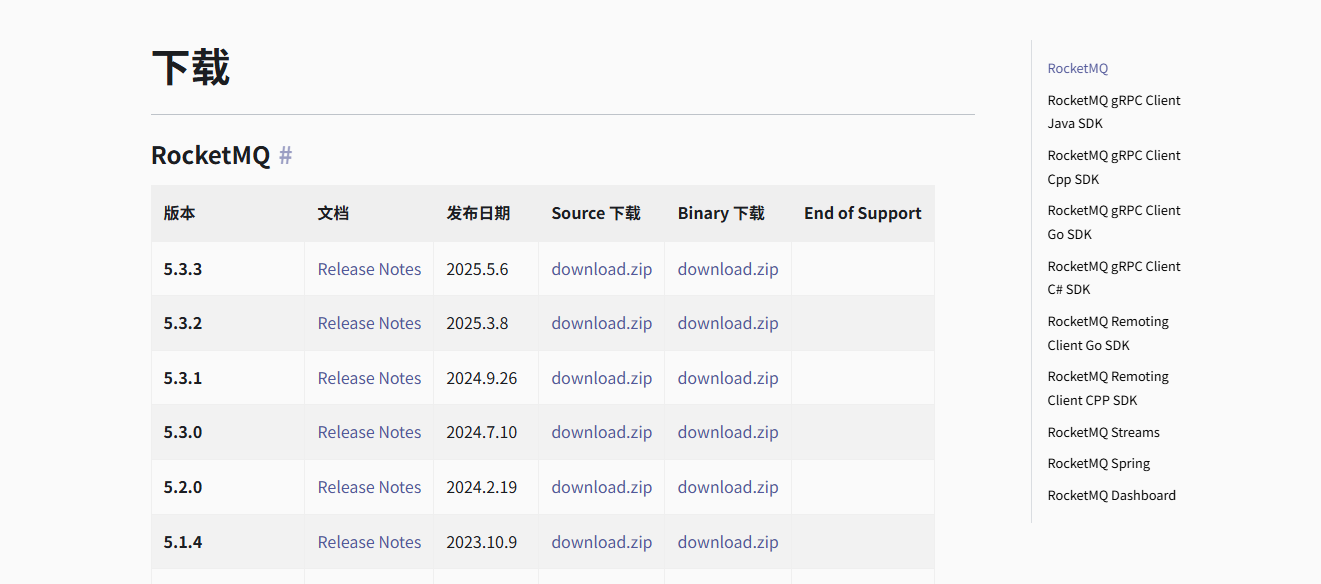 下载
RocketMQ #
版本 文档 发布日期 Source 下载 Binary 下载 End of Support
5.3.3 Release Notes 2025.5.6 download.zip download.zip
5.3.2 Release Notes 2025.3.8 download.zip download.zip
5.3.1 Release Notes 2024.9.26 download.zip download.zip
5.3.0 Release Notes 2024.7.10 download.zip download.zip
5.2.0 Release Notes 2024.2.19 download.zip download.zip
5.1.4 Release Notes 2023.10.9 download.zip download.zip
RocketMQ
RocketMQ gRPC Client
Java SDK
RocketMQ gRPC Client
Cpp SDK
RocketMQ gRPC Client
Go SDK
RocketMQ gRPC Client
C# SDK
RocketMQ Remoting
Client Go SDK
RocketMQ Remoting
Client CPP SDK
RocketMQ Streams
RocketMQ Spring
RocketMQ Dashboard